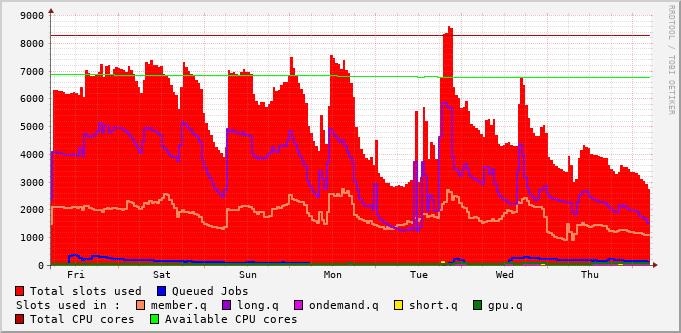 9000
8000
7000
6000
5000
4000
3000
2000
1000
0
Fri Sat Sun Mon Tue Wed Thu
RRDTOOL / TOBI OETIKER
Total slots used Queued Jobs
Slots used in : member.q long.q ondemand.q short.q gpu.q
Total CPU cores Available CPU cores